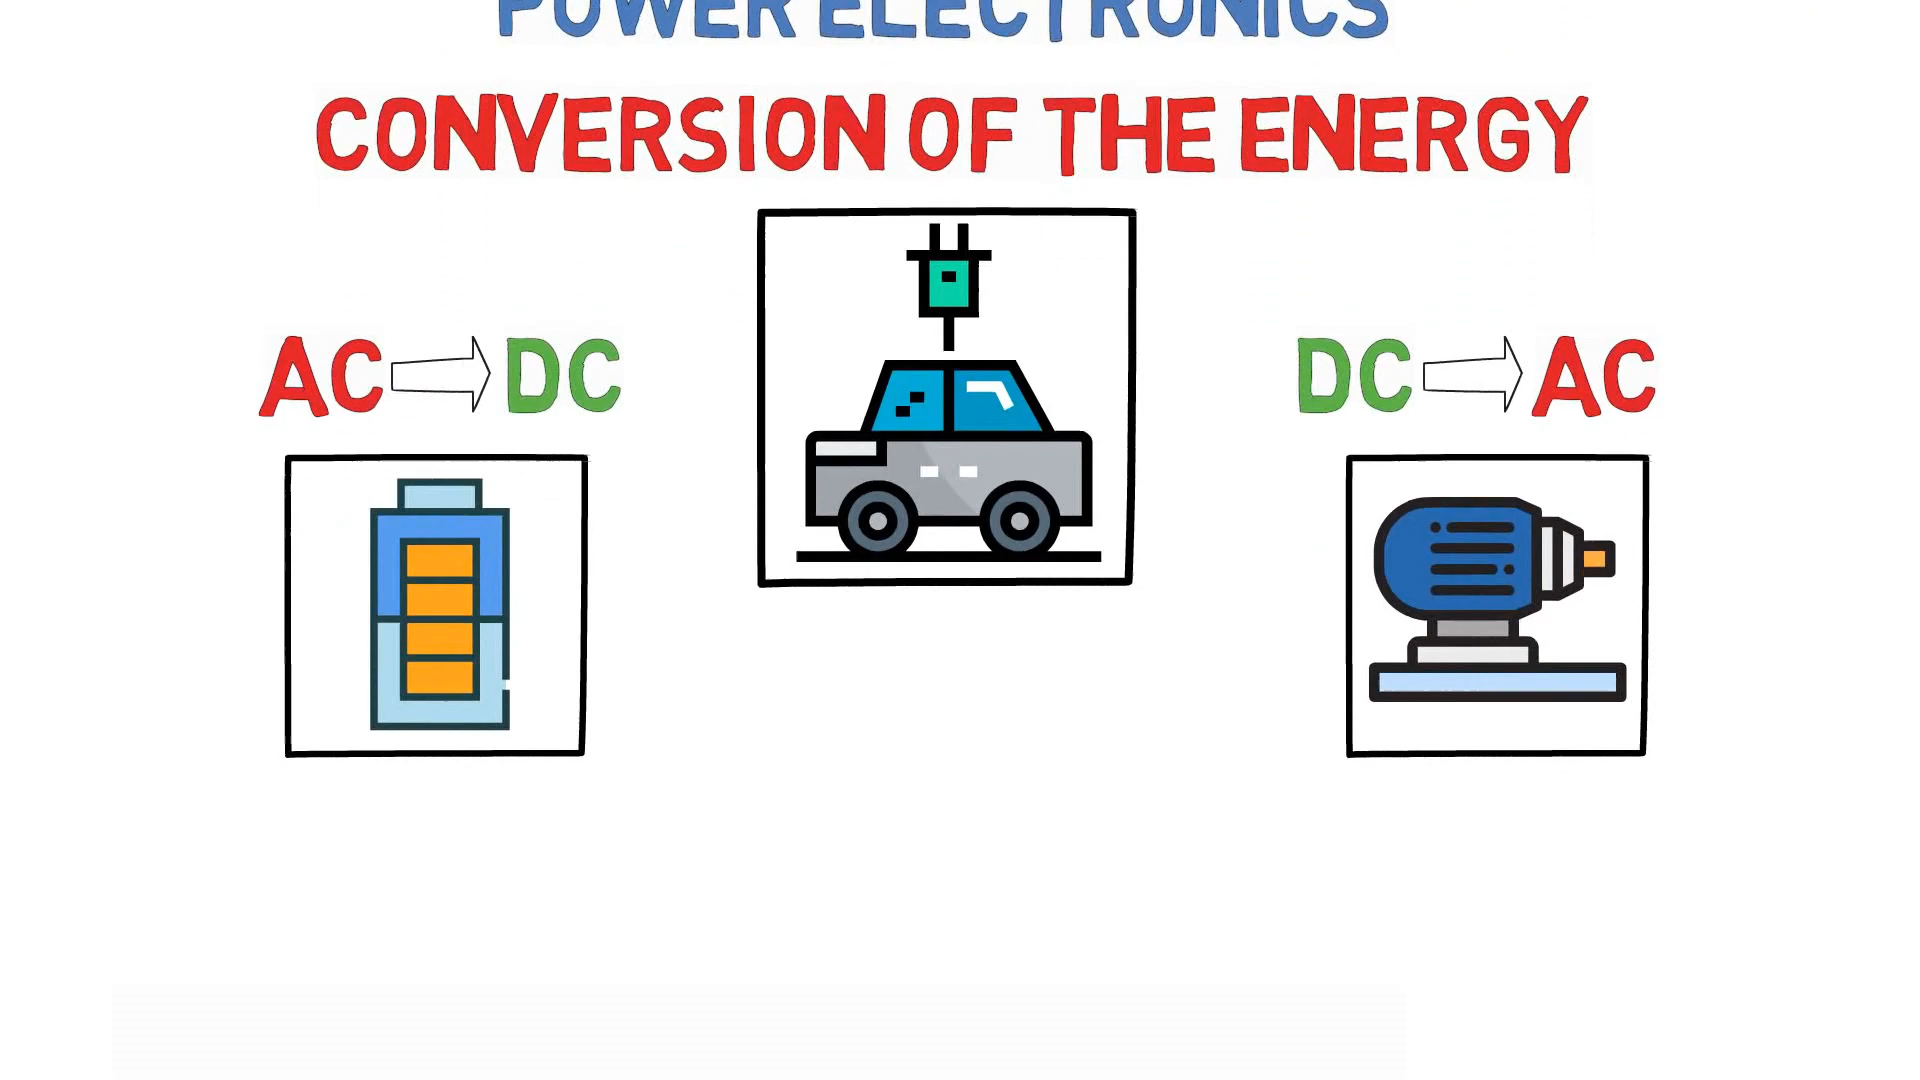 POWER ELECTRONICS
CONVERSION OF THE ENERGY
AC DC
DC AC